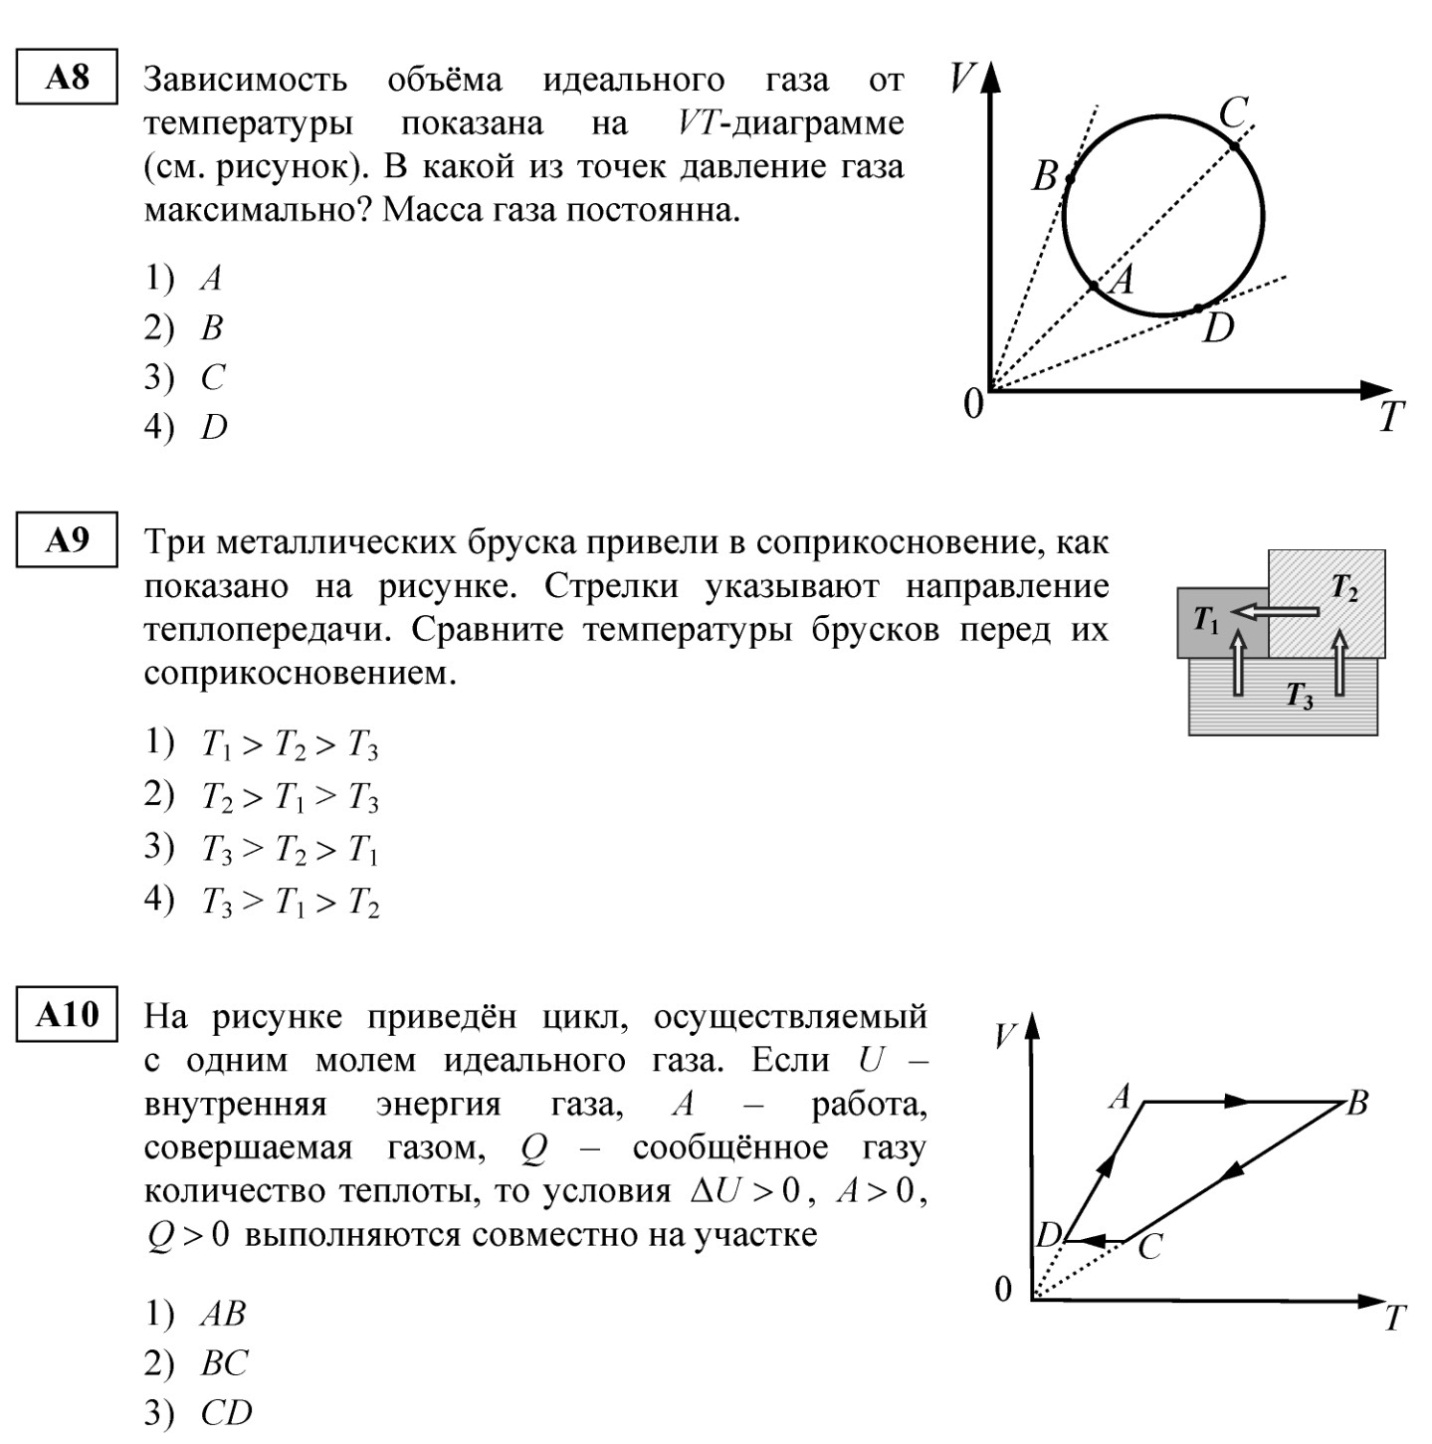 A8
Зависимость объёма идеального газа от
температуры показана на VT-диаграмме
(см. рисунок). В какой из точек давление газа
максимально? Масса газа постоянна.
1) A
2) B
3) C
4) D
V
B
C
A
D
0
T
A9
Три металлических бруска привели в соприкосновение, как
показано на рисунке. Стрелки указывают направление
теплопередачи. Сравните температуры брусков перед их
соприкосновением.
1) T₁ > T₂ > T₃
2) T₂ > T₁ > T₃
3) T₃ > T₂ > T₁
4) T₃ > T₁ > T₂
T₁
T₂
T₃
A10
На рисунке приведён цикл, осуществляемый
с одним молем идеального газа. Если U –
внутренняя энергия газа, A – работа,
совершаемая газом, Q – сообщённое газу
количество теплоты, то условия ΔU > 0, A > 0,
Q > 0 выполняются совместно на участке
1) AB
2) BC
3) CD
V
A
B
D
C
0
T